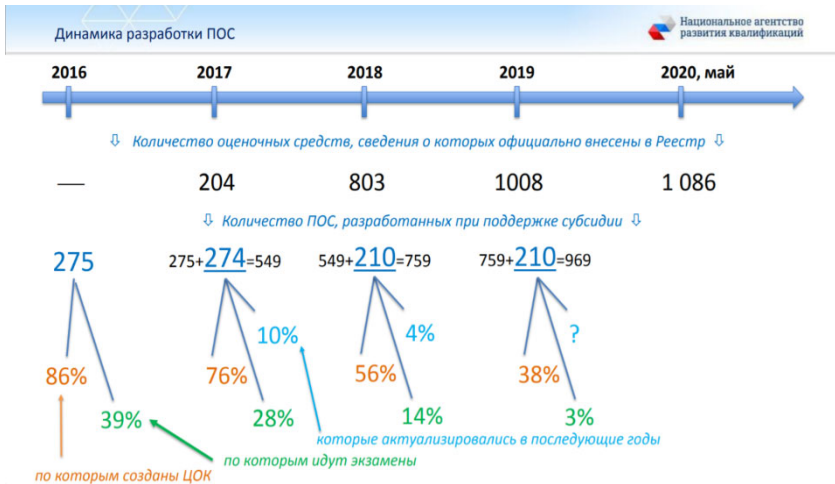 Динамика разработки ПОС
Национальное агентство
развития квалификаций
2016 2017 2018 2019 2020, май
⇩ Количество оценочных средств, сведения о которых официально внесены в Реестр ⇩
— 204 803 1008 1 086
⇩ Количество ПОС, разработанных при поддержке субсидии ⇩
275 275+274=549 549+210=759 759+210=969
10% 4% ?
86% 76% 56% 38%
39% 28% 14% 3%
которые актуализировались в последующие годы
по которым идут экзамены
по которым созданы ЦОК